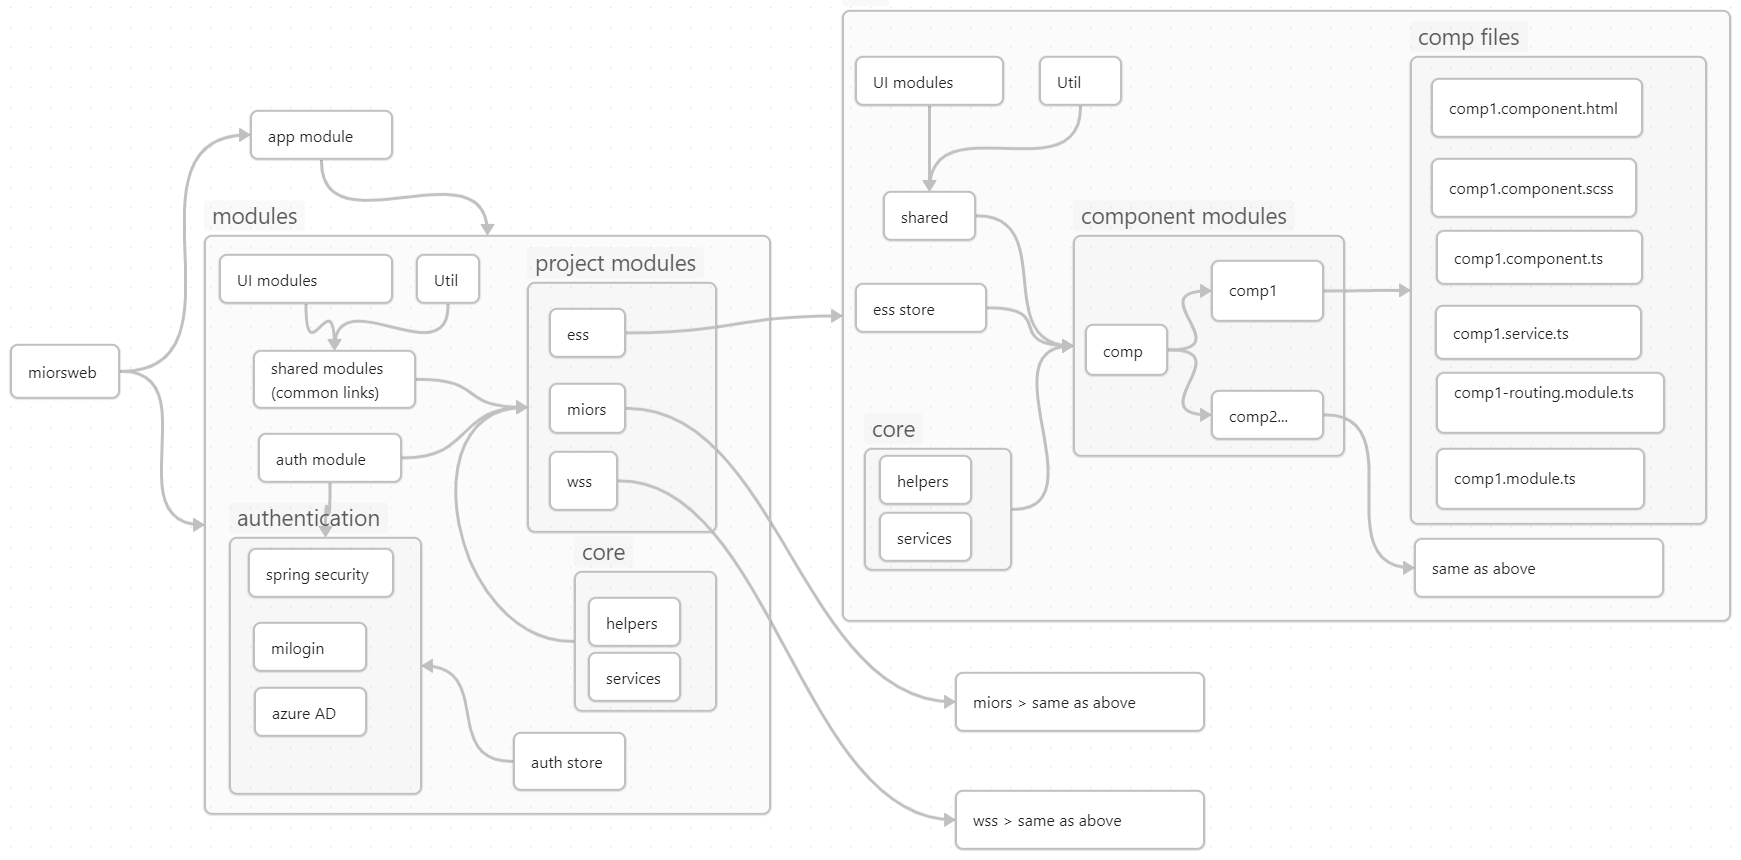 miorsweb
app module
modules
UI modules
Util
shared modules
(common links)
auth module
authentication
spring security
milogin
azure AD
project modules
ess
miors
wss
core
helpers
services
auth store
UI modules
Util
shared
ess store
core
helpers
services
component modules
comp
comp1
comp2...
comp files
comp1.component.html
comp1.component.scss
comp1.component.ts
comp1.service.ts
comp1-routing.module.ts
comp1.module.ts
same as above
miors > same as above
wss > same as above